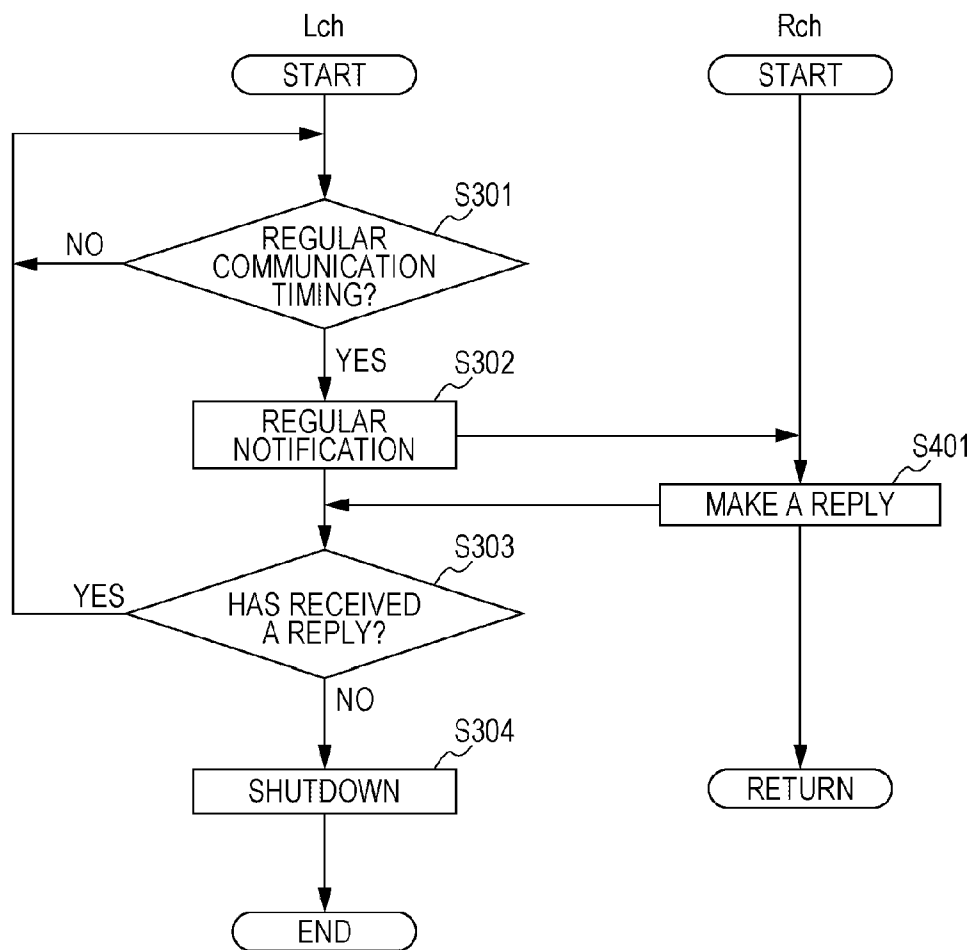 Lch
Rch
START
START
S301
REGULAR
COMMUNICATION
TIMING?
NO
YES
S302
REGULAR
NOTIFICATION
S401
MAKE A REPLY
S303
HAS RECEIVED
A REPLY?
YES
NO
S304
SHUTDOWN
RETURN
END